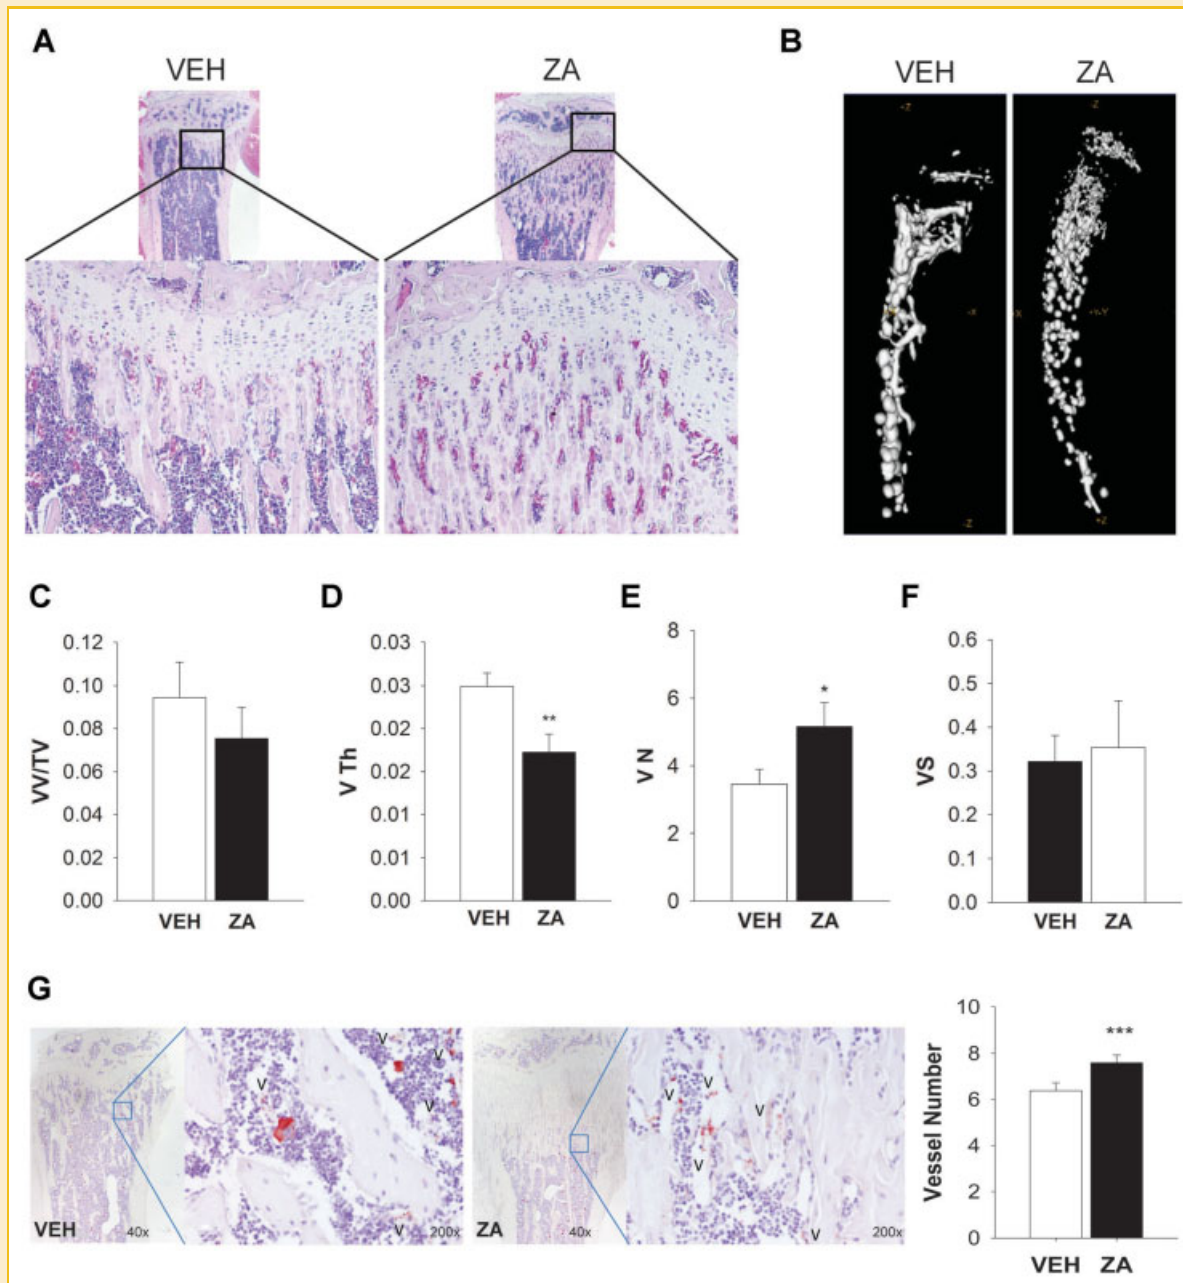 A
VEH
ZA
B
VEH
ZA
+Z
-Z
-X
-X
+Y-Y
-Z
+Z
C
VV/TV
0.12
0.10
0.08
0.06
0.04
0.02
0.00
VEH ZA
D
V Th
0.03
0.03
0.02
0.02
0.01
0.01
0.00
**
VEH ZA
E
V N
8
6
4
2
0
*
VEH ZA
F
VS
0.6
0.5
0.4
0.3
0.2
0.1
0.0
VEH ZA
G
VEH
40x
V
V
V
V
V
200x
ZA
40x
V
V
V
V
V
200x
Vessel Number
10
8
6
4
2
0
***
VEH ZA